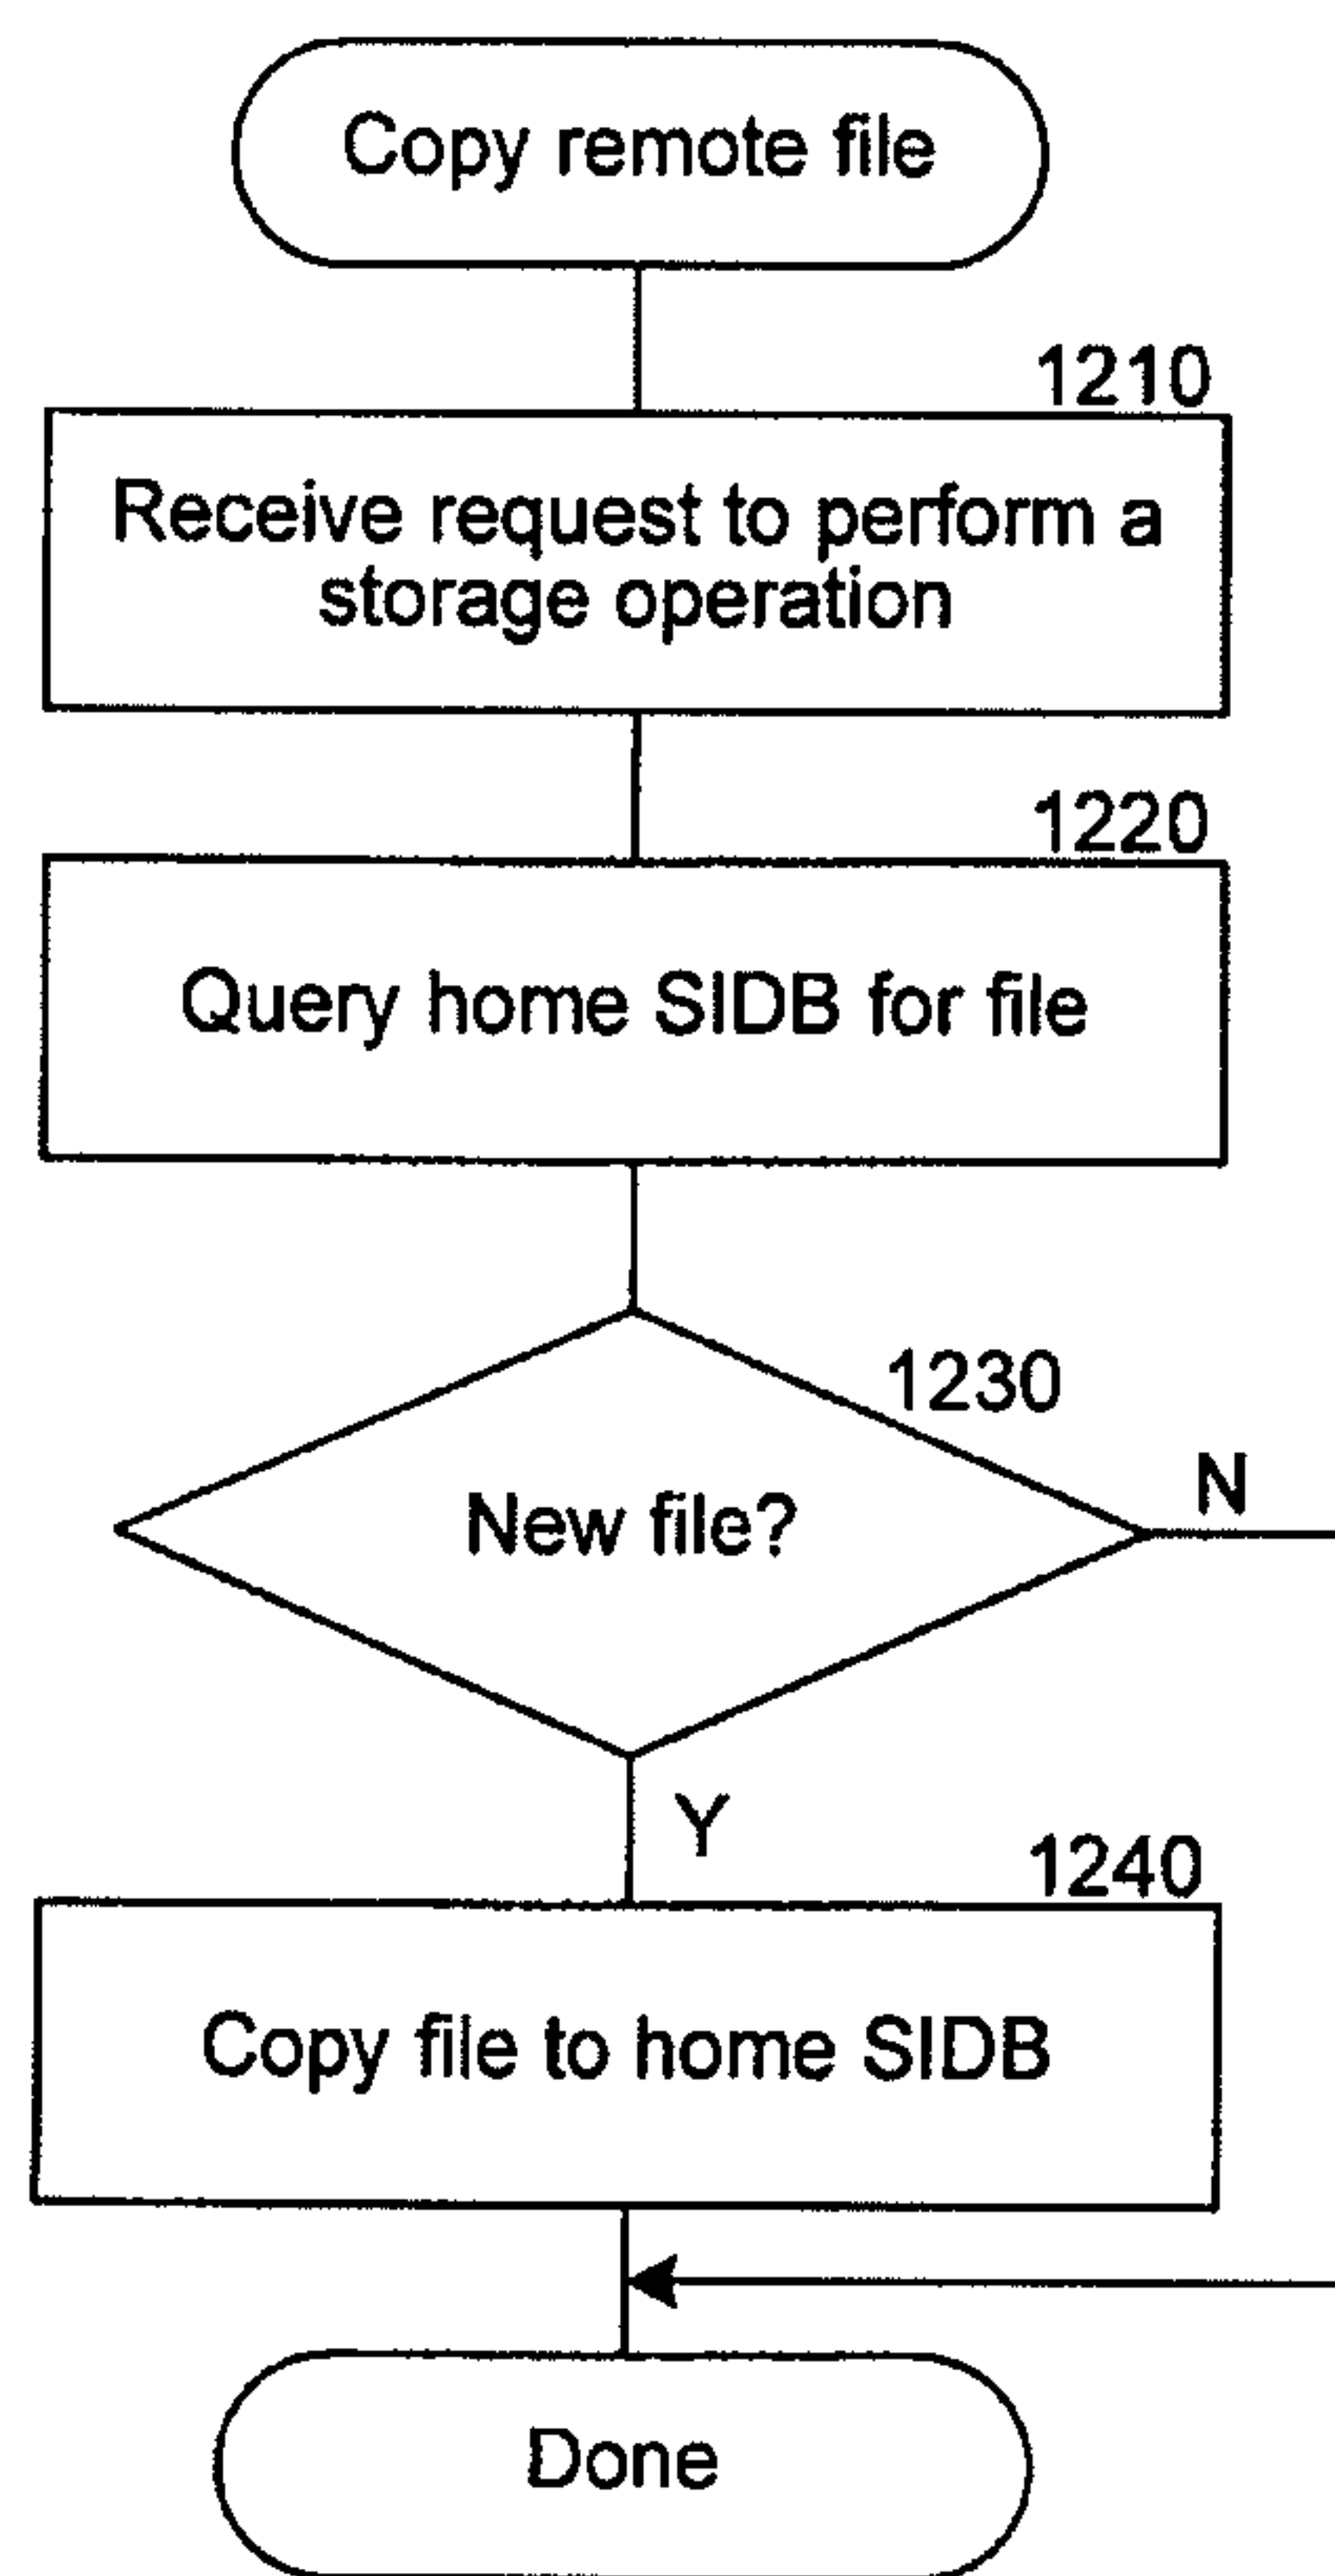 Copy remote file
1210
Receive request to perform a
storage operation
1220
Query home SIDB for file
1230
New file?
N
Y
1240
Copy file to home SIDB
Done